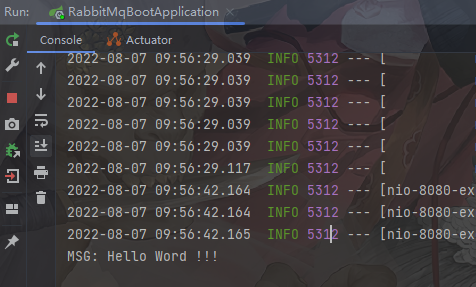 Run: RabbitMqBootApplication
Console Actuator
2022-08-07 09:56:29.039 INFO 5312 --- [
2022-08-07 09:56:29.039 INFO 5312 --- [
2022-08-07 09:56:29.039 INFO 5312 --- [
2022-08-07 09:56:29.039 INFO 5312 --- [
2022-08-07 09:56:29.039 INFO 5312 --- [
2022-08-07 09:56:29.117 INFO 5312 --- [
2022-08-07 09:56:42.164 INFO 5312 --- [nio-8080-ex
2022-08-07 09:56:42.164 INFO 5312 --- [nio-8080-ex
2022-08-07 09:56:42.165 INFO 5312 --- [nio-8080-ex
MSG: Hello Word !!!